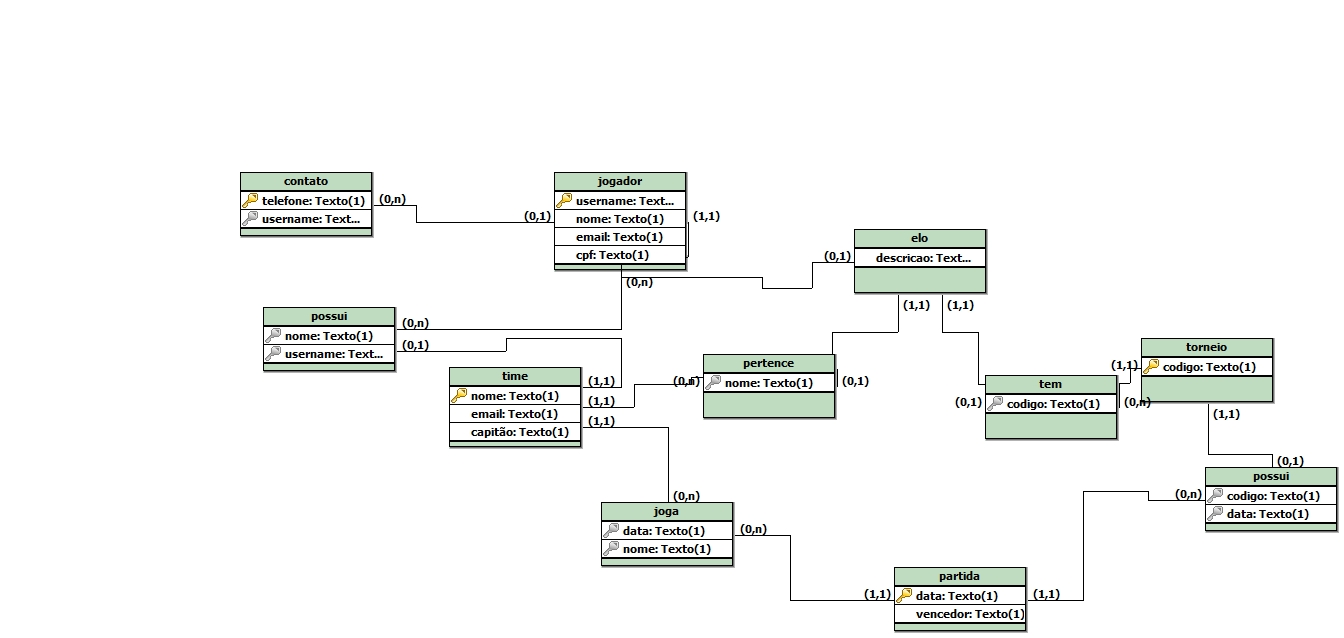 contato
telefone: Texto(1)
username: Text...
(0,n)
(0,1)
jogador
username: Text...
nome: Texto(1)
email: Texto(1)
cpf: Texto(1)
(1,1)
(0,n)
(0,1)
elo
descricao: Text...
(1,1)
(1,1)
possui
nome: Texto(1)
username: Text...
(0,n)
(0,1)
time
nome: Texto(1)
email: Texto(1)
capitão: Texto(1)
(1,1)
(1,1)
(1,1)
pertence
nome: Texto(1)
(0,n)
(0,1)
tem
codigo: Texto(1)
(0,1)
(0,n)
torneio
codigo: Texto(1)
(1,1)
(1,1)
(0,1)
possui
codigo: Texto(1)
data: Texto(1)
(0,n)
(0,n)
joga
data: Texto(1)
nome: Texto(1)
(0,n)
partida
data: Texto(1)
vencedor: Texto(1)
(1,1)
(1,1)